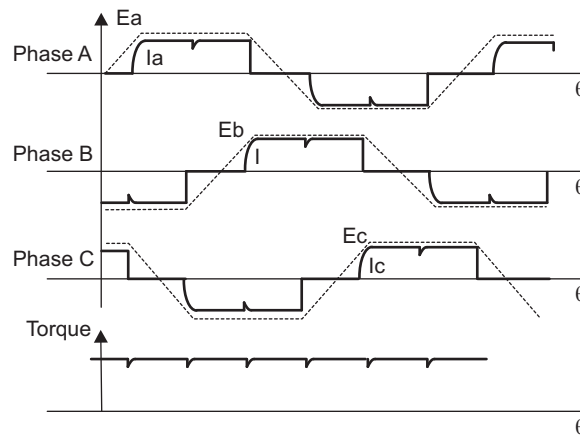 Ea
Phase A
Ia
θ
Eb
Phase B
I
θ
Ec
Phase C
Ic
θ
Torque
θ